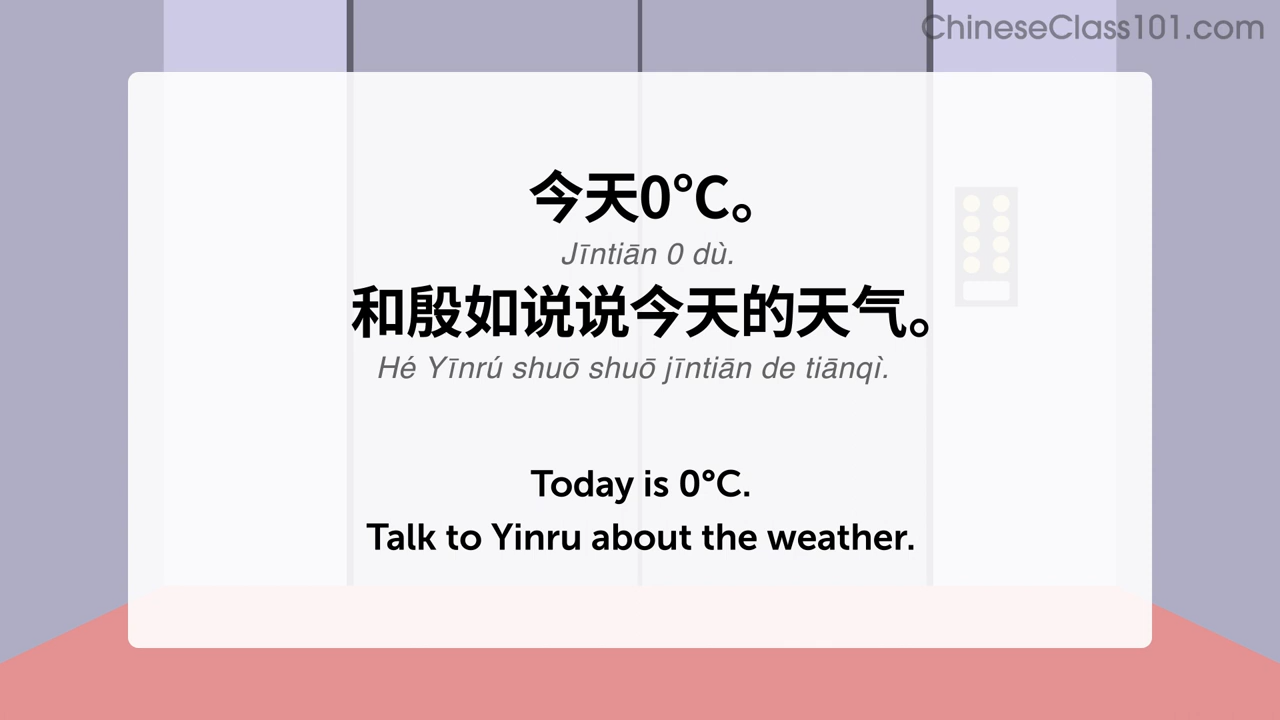 ChineseClass101.com
今天0°C。
Jīntiān 0 dù.
和殷如说说今天的天气。
Hé Yīnrú shuō shuō jīntiān de tiānqì.
Today is 0°C.
Talk to Yinru about the weather.